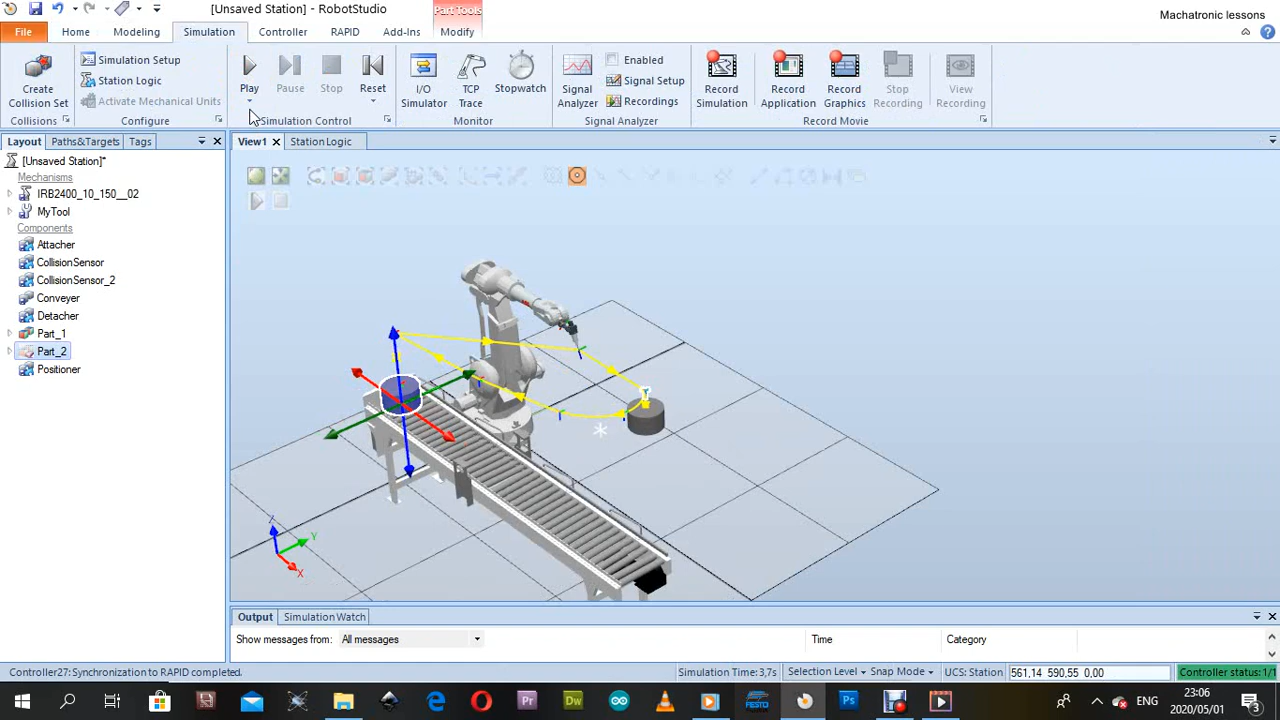 [Unsaved Station] - RobotStudio
Part Tools
Machatronic lessons
File Home Modeling Simulation Controller RAPID Add-Ins Modify
Create Collision Set
Collisions
Simulation Setup
Station Logic
Activate Mechanical Units
Configure
Play Pause Stop Reset
Simulation Control
I/O Simulator
TCP Trace
Stopwatch
Monitor
Signal Analyzer
Enabled
Signal Setup
Recordings
Signal Analyzer
Record Simulation
Record Application
Record Graphics
Stop Recording
View Recording
Record Movie
Layout Paths&Targets Tags
View1 Station Logic
[Unsaved Station]*
Mechanisms
IRB2400_10_150__02
MyTool
Components
Attacher
CollisionSensor
CollisionSensor_2
Conveyer
Detacher
Part_1
Part_2
Positioner
Z
Y
X
Output Simulation Watch
Show messages from: All messages Time Category
Controller27: Synchronization to RAPID completed.
Simulation Time: 3,7s Selection Level Snap Mode UCS: Station 561,14 590,55 0,00 Controller status: 1/1
Pr
Dw
FESTO
Ps
ENG
23:06
2020/05/01
3